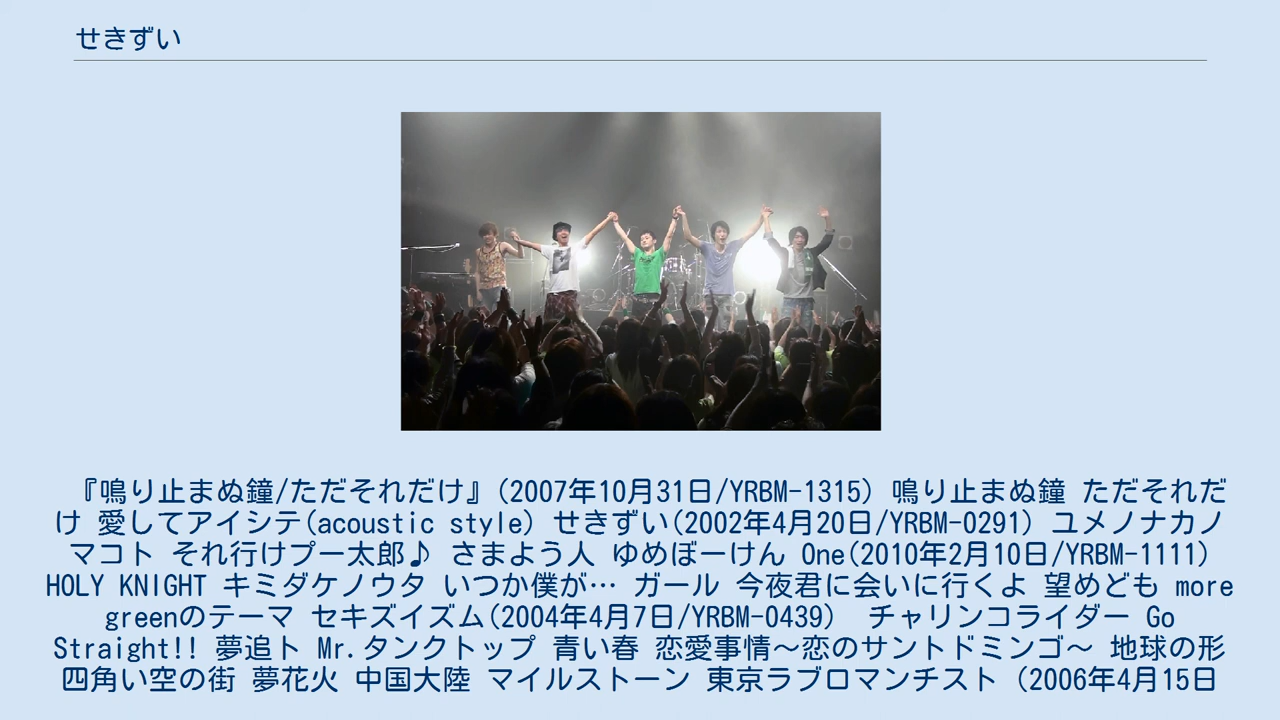 せきずい
『鳴り止まぬ鐘/ただそれだけ』(2007年10月31日/YRBM-1315) 鳴り止まぬ鐘 ただそれだ
け 愛してアイシテ(acoustic style) せきずい(2002年4月20日/YRBM-0291) ユメノナカノ
マコト それ行けプー太郎♪ さまよう人 ゆめぼーけん One(2010年2月10日/YRBM-1111)
HOLY KNIGHT キミダケノウタ いつか僕が… ガール 今夜君に会いに行くよ 望めども more
greenのテーマ セキズイズム(2004年4月7日/YRBM-0439) チャリンコライダー Go
Straight!! 夢追ト Mr.タンクトップ 青い春 恋愛事情～恋のサントドミンゴ～ 地球の形
四角い空の街 夢花火 中国大陸 マイルストーン 東京ラブロマンチスト (2006年4月15日